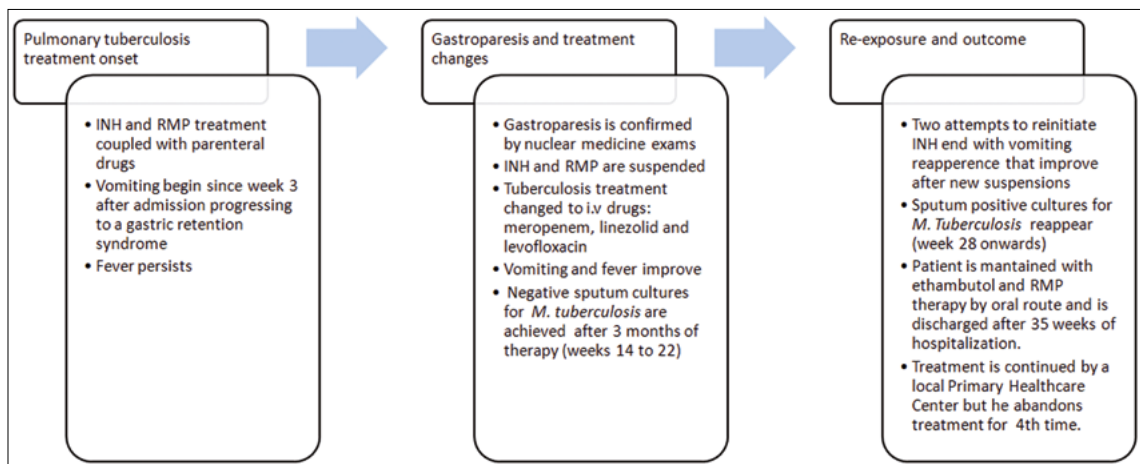 Pulmonary tuberculosis
treatment onset
• INH and RMP treatment
coupled with parenteral
drugs
• Vomiting begin since week 3
after admission progressing
to a gastric retention
syndrome
• Fever persists
Gastroparesis and treatment
changes
• Gastroparesis is confirmed
by nuclear medicine exams
• INH and RMP are suspended
• Tuberculosis treatment
changed to i.v drugs:
meropenem, linezolid and
levofloxacin
• Vomiting and fever improve
• Negative sputum cultures
for M. tuberculosis are
achieved after 3 months of
therapy (weeks 14 to 22)
Re-exposure and outcome
• Two attempts to reinitiate
INH end with vomiting
reapperence that improve
after new suspensions
• Sputum positive cultures for
M. Tuberculosis reappear
(week 28 onwards)
• Patient is mantained with
ethambutol and RMP
therapy by oral route and is
discharged after 35 weeks of
hospitalization.
• Treatment is continued by a
local Primary Healthcare
Center but he abandons
treatment for 4th time.